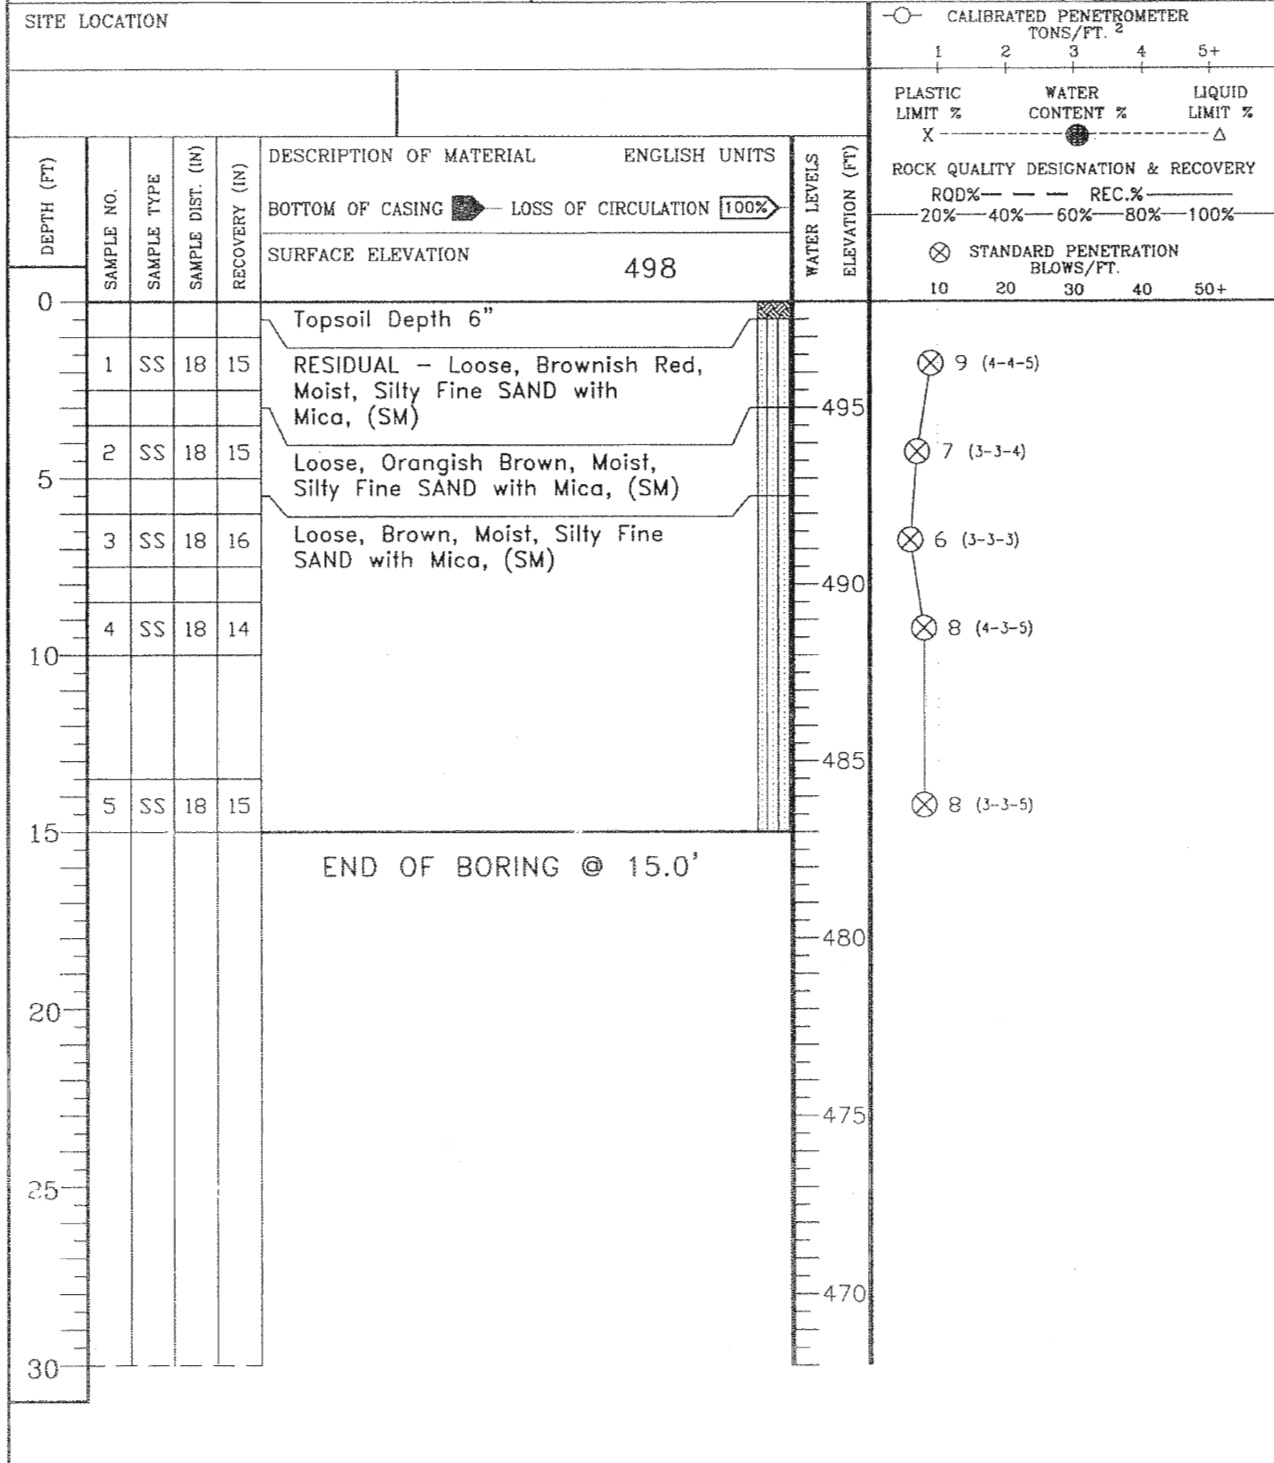 SITE LOCATION
CALIBRATED PENETROMETER
TONS/FT. 2
1 2 3 4 5+
PLASTIC WATER LIQUID
LIMIT % CONTENT % LIMIT %
X Δ
ROCK QUALITY DESIGNATION & RECOVERY
RQD% — — — REC.% ———
20% 40% 60% 80% 100%
STANDARD PENETRATION
BLOWS/FT.
10 20 30 40 50+
DEPTH (FT)
SAMPLE NO.
SAMPLE TYPE
SAMPLE DIST. (IN)
RECOVERY (IN)
DESCRIPTION OF MATERIAL ENGLISH UNITS
BOTTOM OF CASING LOSS OF CIRCULATION 100%
SURFACE ELEVATION 498
WATER LEVELS
ELEVATION (FT)
0
Topsoil Depth 6"
1 SS 18 15 RESIDUAL - Loose, Brownish Red, 9 (4-4-5)
Moist, Silty Fine SAND with
Mica, (SM)
495
2 SS 18 15 Loose, Orangish Brown, Moist, 7 (3-3-4)
5 Silty Fine SAND with Mica, (SM)
3 SS 18 16 Loose, Brown, Moist, Silty Fine 6 (3-3-3)
SAND with Mica, (SM)
490
4 SS 18 14 8 (4-3-5)
10
485
5 SS 18 15 8 (3-3-5)
15
END OF BORING @ 15.0'
480
20
475
25
470
30